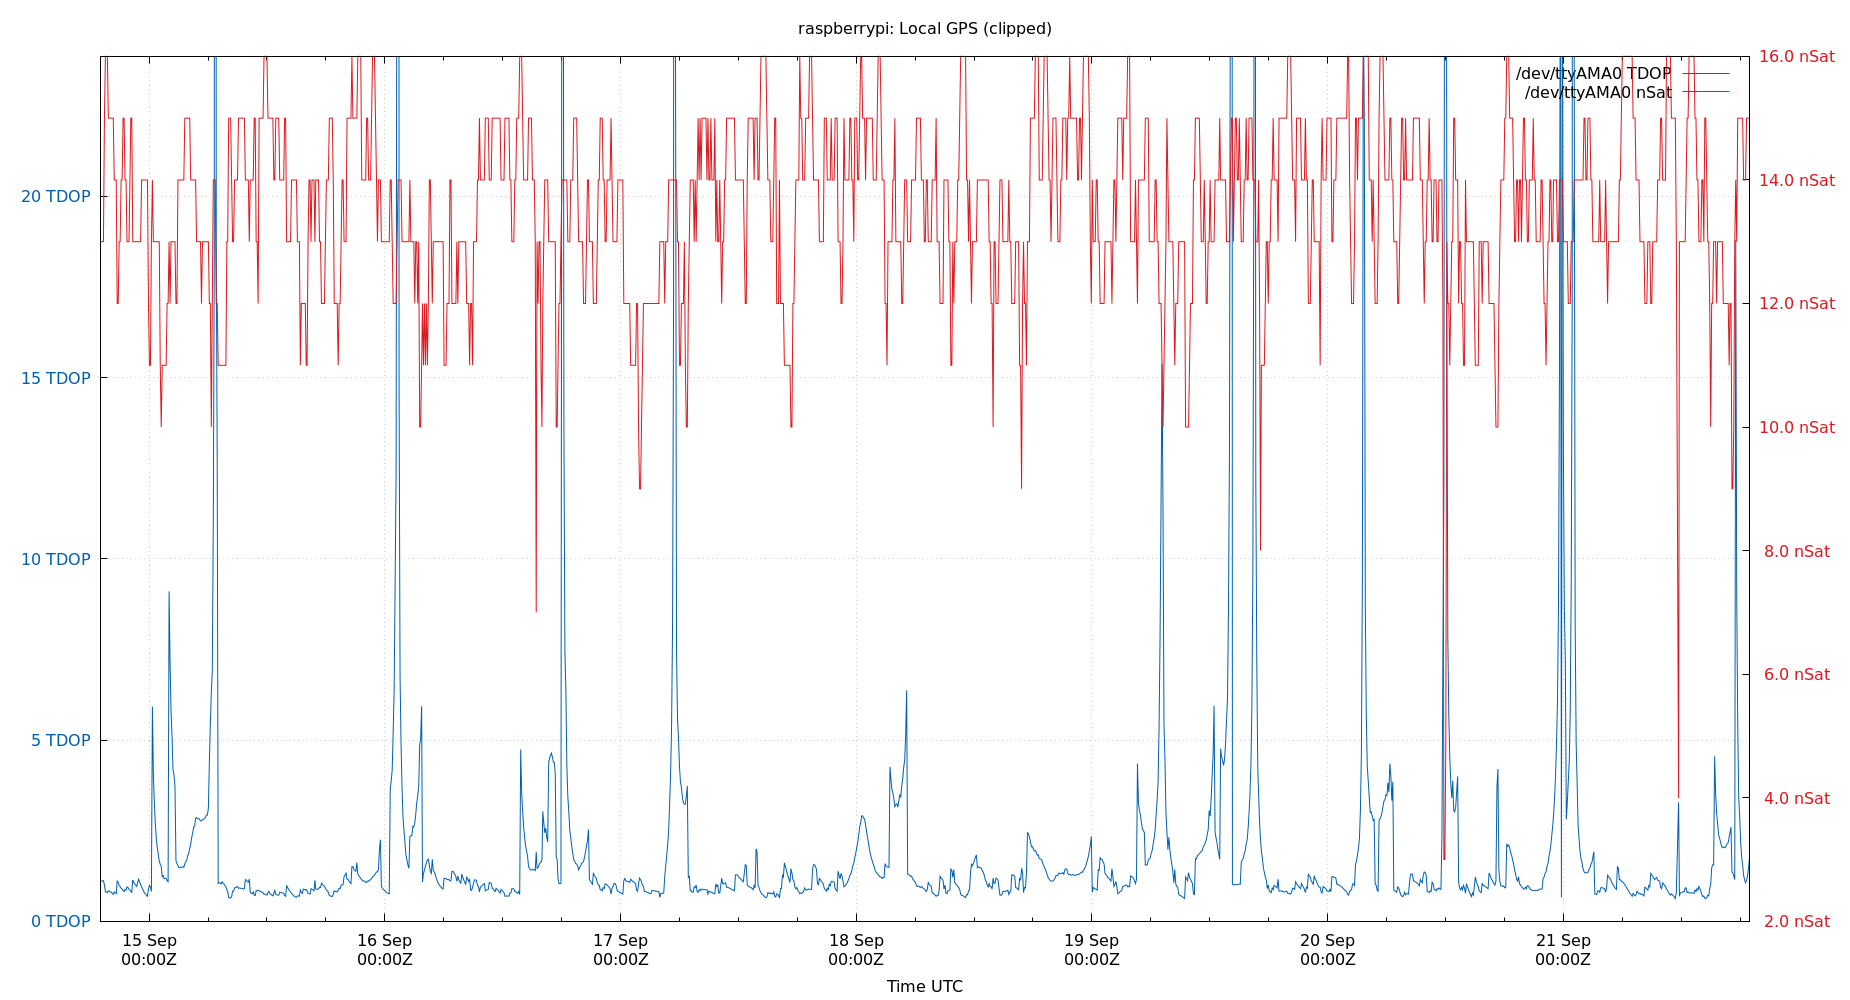 raspberrypi: Local GPS (clipped)
16.0 nSat
/dev/ttyAMA0 TDOP
/dev/ttyAMA0 nSat
20 TDOP
14.0 nSat
12.0 nSat
15 TDOP
10.0 nSat
10 TDOP
8.0 nSat
6.0 nSat
5 TDOP
4.0 nSat
0 TDOP
2.0 nSat
15 Sep 16 Sep 17 Sep 18 Sep 19 Sep 20 Sep 21 Sep
00:00Z 00:00Z 00:00Z 00:00Z 00:00Z 00:00Z 00:00Z
Time UTC